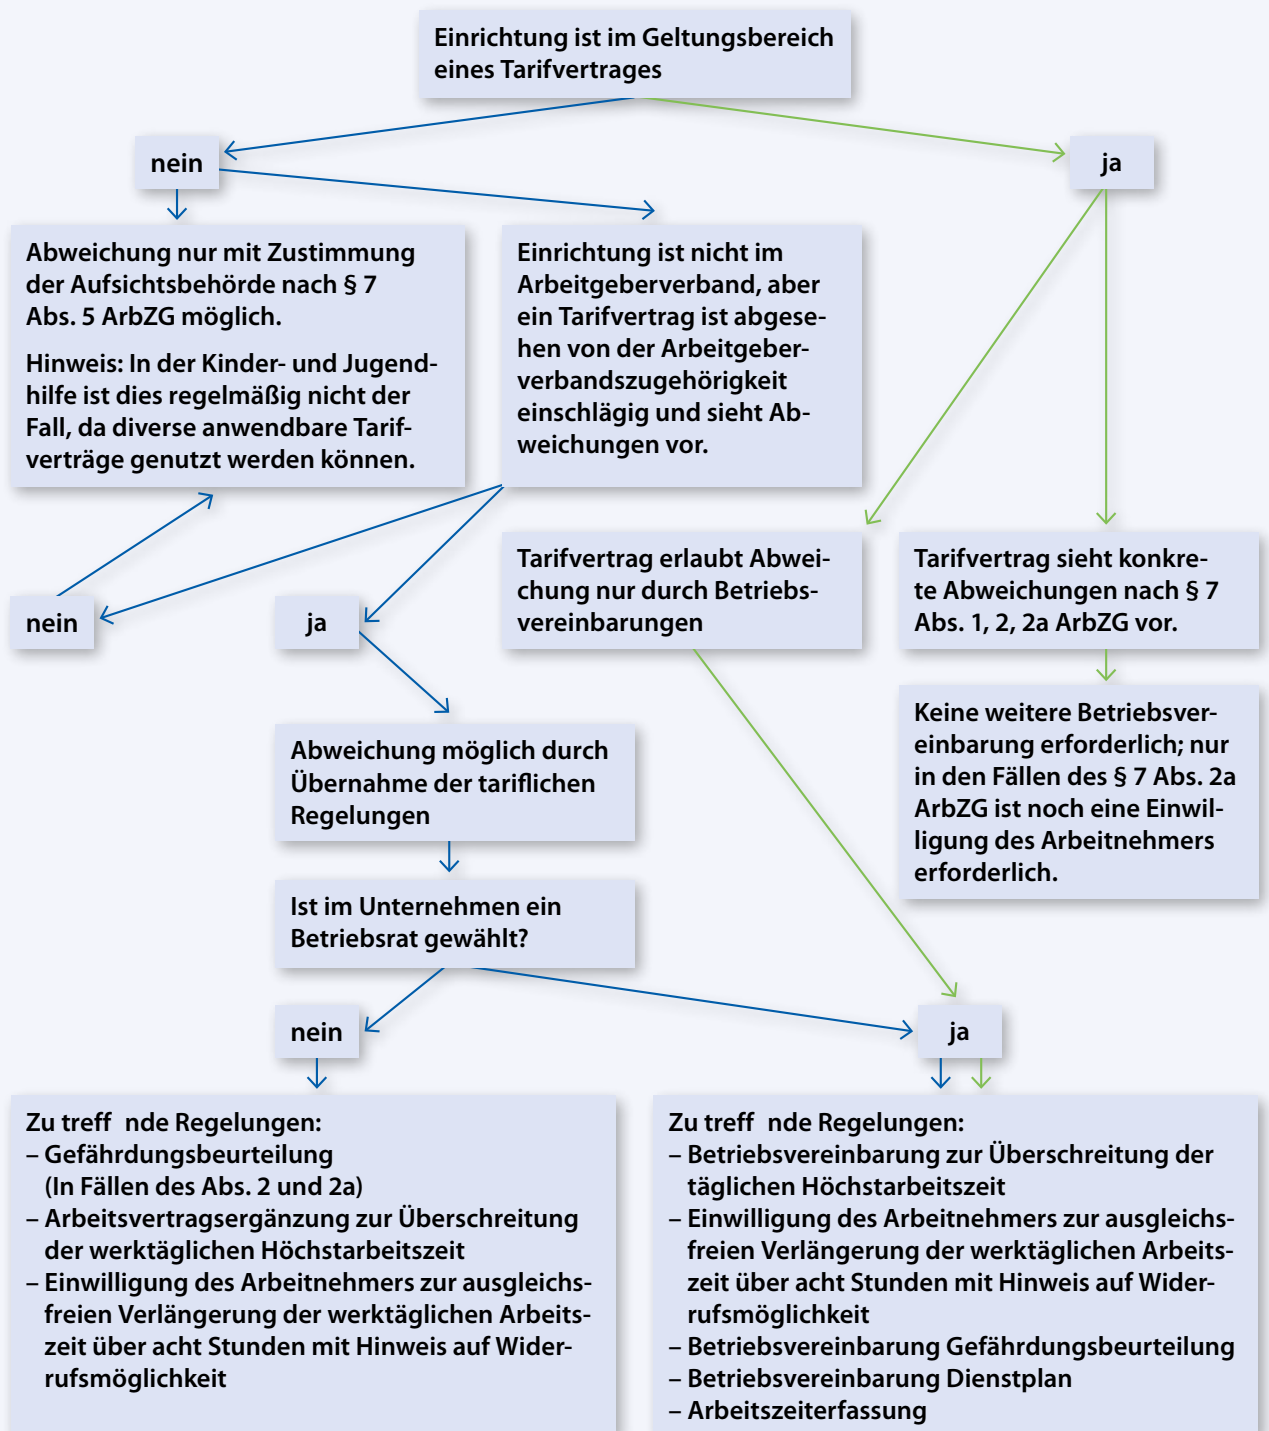 Einrichtung ist im Geltungsbereich
eines Tarifvertrages
nein
ja
Abweichung nur mit Zustimmung
der Aufsichtsbehörde nach § 7
Abs. 5 ArbZG möglich.
Hinweis: In der Kinder- und Jugend-
hilfe ist dies regelmäßig nicht der
Fall, da diverse anwendbare Tarif-
verträge genutzt werden können.
Einrichtung ist nicht im
Arbeitgeberverband, aber
ein Tarifvertrag ist abgese-
hen von der Arbeitgeber-
verbandszugehörigkeit
einschlägig und sieht Ab-
weichungen vor.
nein
ja
Tarifvertrag erlaubt Abwei-
chung nur durch Betriebs-
vereinbarungen
Tarifvertrag sieht konkre-
te Abweichungen nach § 7
Abs. 1, 2, 2a ArbZG vor.
Keine weitere Betriebsver-
einbarung erforderlich; nur
in den Fällen des § 7 Abs. 2a
ArbZG ist noch eine Einwil-
ligung des Arbeitnehmers
erforderlich.
Abweichung möglich durch
Übernahme der tariflichen
Regelungen
Ist im Unternehmen ein
Betriebsrat gewählt?
nein
ja
Zu treff nde Regelungen:
– Gefährdungsbeurteilung
(In Fällen des Abs. 2 und 2a)
– Arbeitsvertragsergänzung zur Überschreitung
der werktäglichen Höchstarbeitszeit
– Einwilligung des Arbeitnehmers zur ausgleichs-
freien Verlängerung der werktäglichen Arbeits-
zeit über acht Stunden mit Hinweis auf Wider-
rufsmöglichkeit
Zu treff nde Regelungen:
– Betriebsvereinbarung zur Überschreitung der
täglichen Höchstarbeitszeit
– Einwilligung des Arbeitnehmers zur ausgleichs-
freien Verlängerung der werktäglichen Arbeits-
zeit über acht Stunden mit Hinweis auf Wider-
rufsmöglichkeit
– Betriebsvereinbarung Gefährdungsbeurteilung
– Betriebsvereinbarung Dienstplan
– Arbeitszeiterfassung